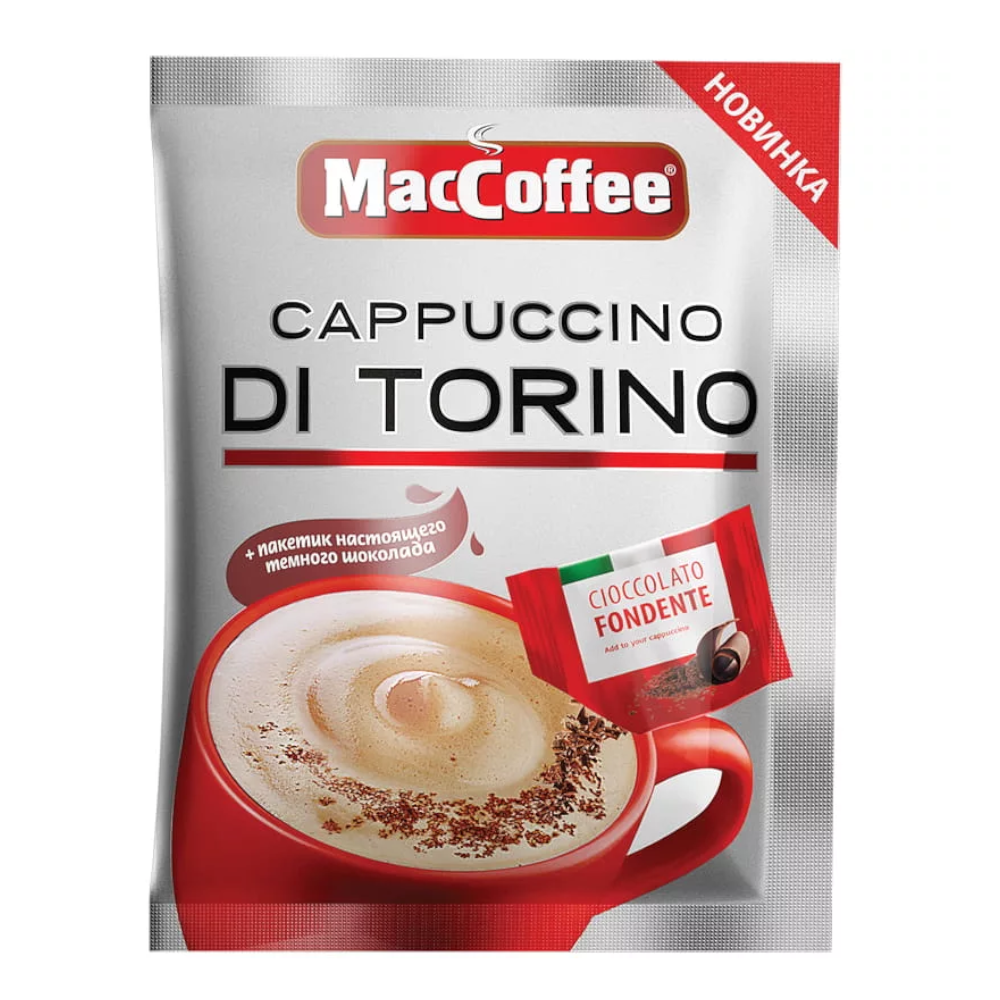 НОВИНКА
MacCoffee®
CAPPUCCINO
DI TORINO
+ пакетик настоящего
темного шоколада
CIOCCOLATO
FONDENTE
Add to your cappuccino